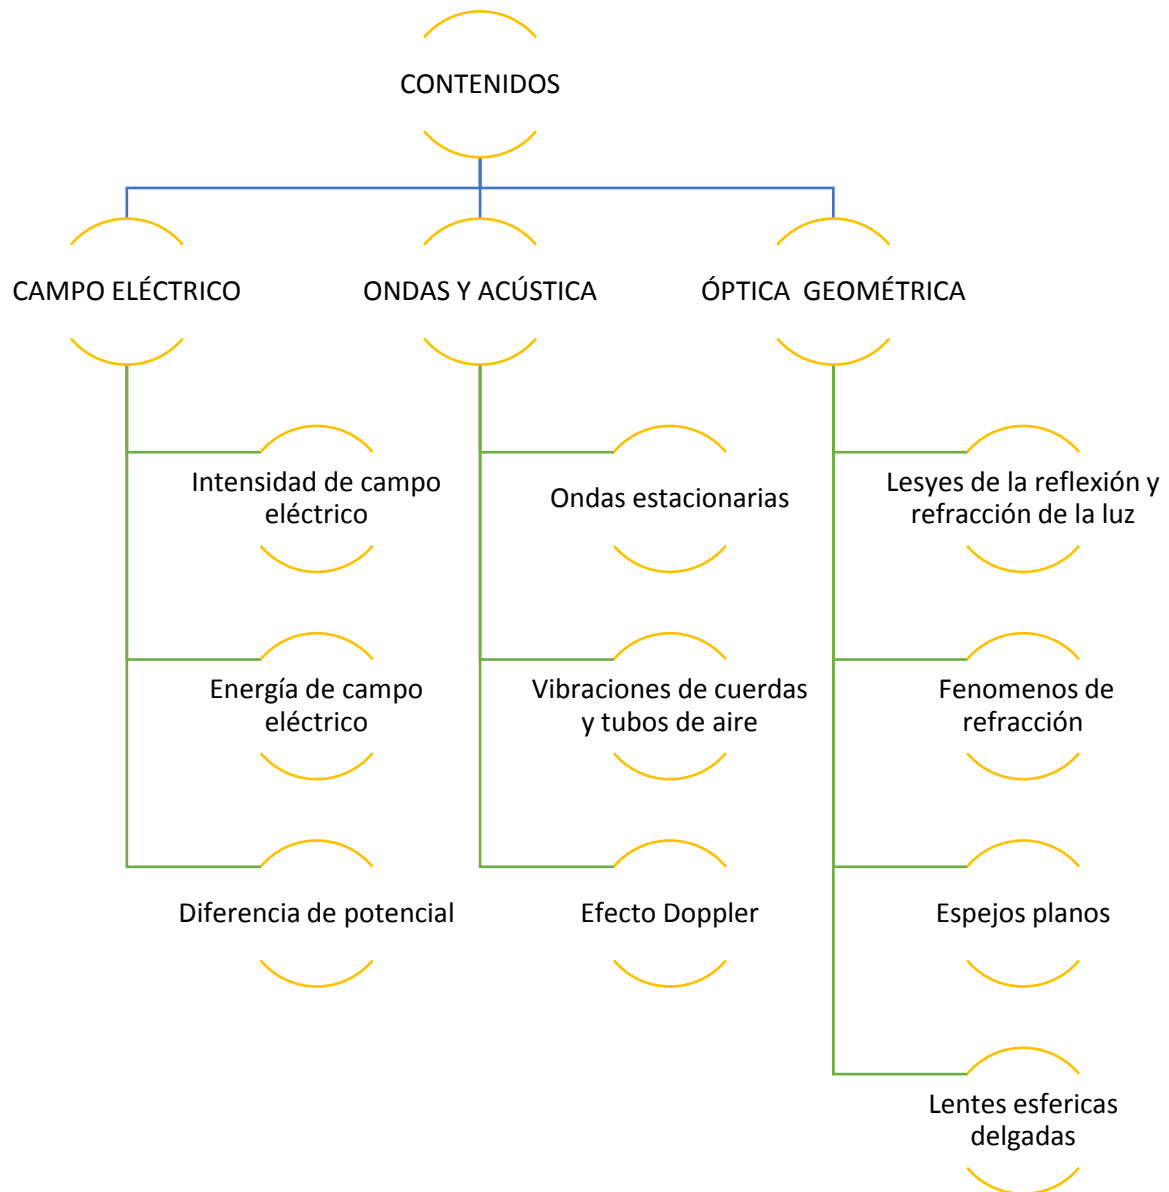 CONTENIDOS
CAMPO ELÉCTRICO
ONDAS Y ACÚSTICA
ÓPTICA  GEOMÉTRICA
Intensidad de campo
eléctrico
Energía de campo
eléctrico
Diferencia de potencial
Ondas estacionarias
Vibraciones de cuerdas
y tubos de aire
Efecto Doppler
Lesyes de la reflexión y
refracción de la luz
Fenomenos de
refracción
Espejos planos
Lentes esfericas
delgadas